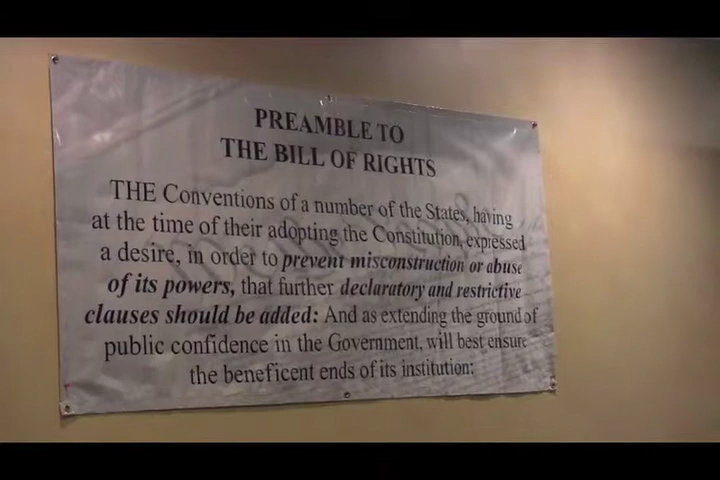 PREAMBLE TO
THE BILL OF RIGHTS
THE Conventions of a number of the States, having
at the time of their adopting the Constitution, expressed
a desire, in order to prevent misconstruction or abuse
of its powers, that further declaratory and restrictive
clauses should be added: And as extending the ground of
public confidence in the Government, will best ensure
the beneficent ends of its institution: